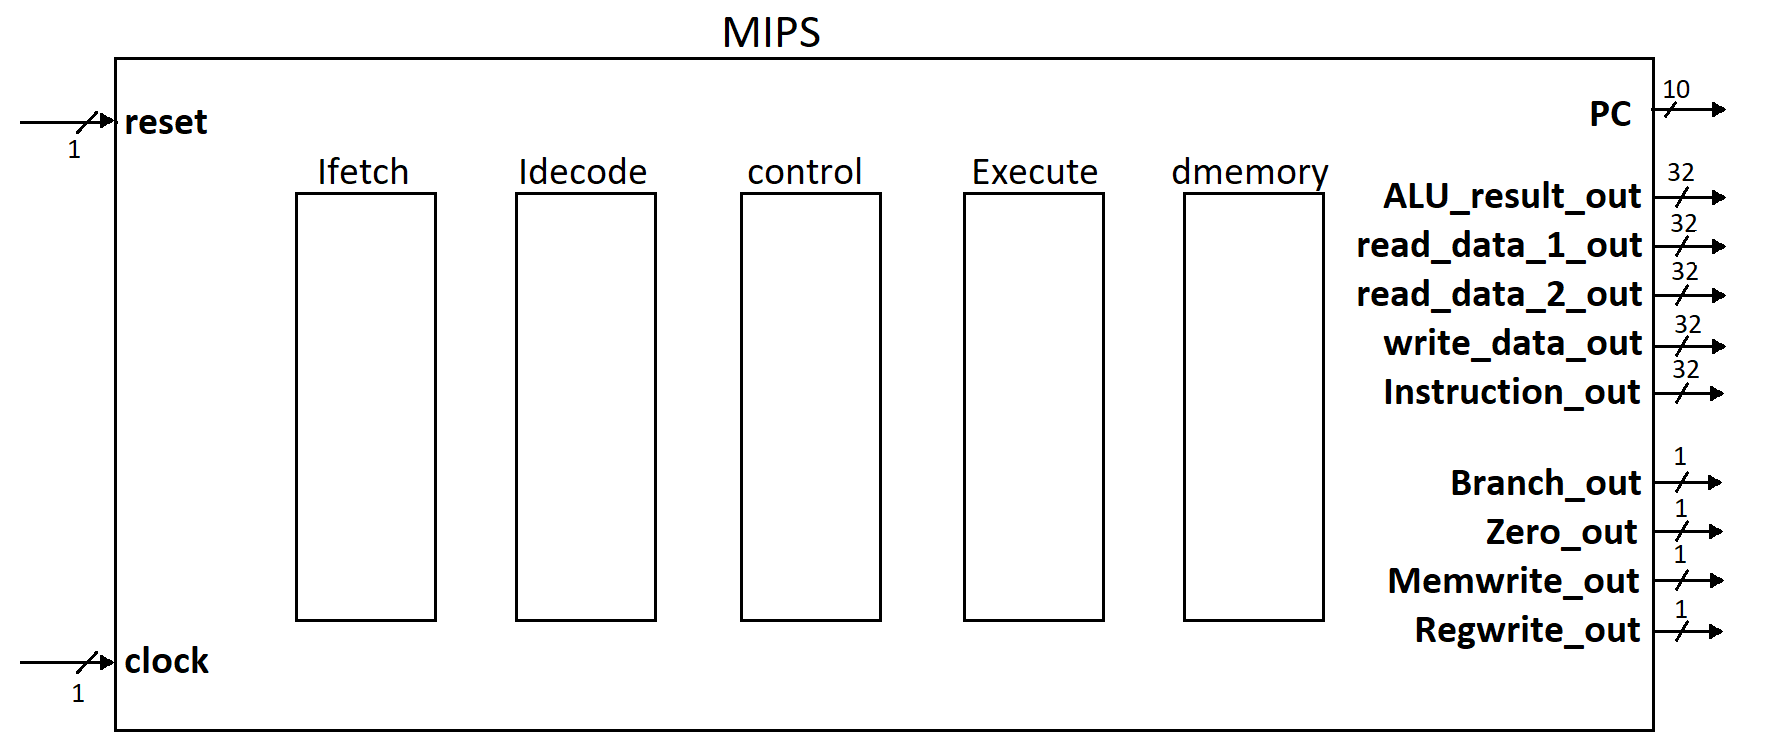 MIPS
reset
1
Ifetch
Idecode
control
Execute
dmemory
PC
10
ALU_result_out
32
read_data_1_out
32
read_data_2_out
32
write_data_out
32
Instruction_out
32
Branch_out
1
Zero_out
1
Memwrite_out
1
Regwrite_out
1
clock
1